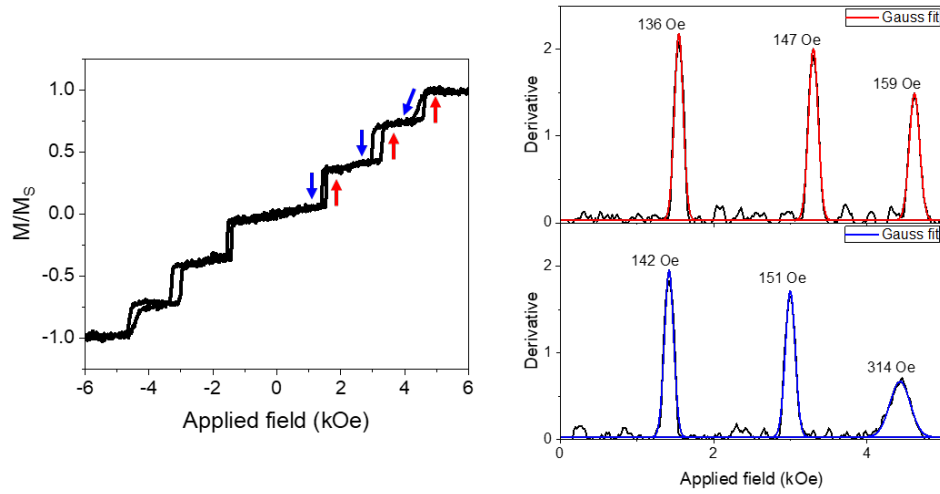 1.0
0.5
0.0
-0.5
-1.0
M/MS
-6
-4
-2
0
2
4
6
Applied field (kOe)
Gauss fit
136 Oe
147 Oe
159 Oe
2
1
0
Derivative
Gauss fit
142 Oe
151 Oe
314 Oe
2
1
0
Derivative
0
2
4
Applied field (kOe)